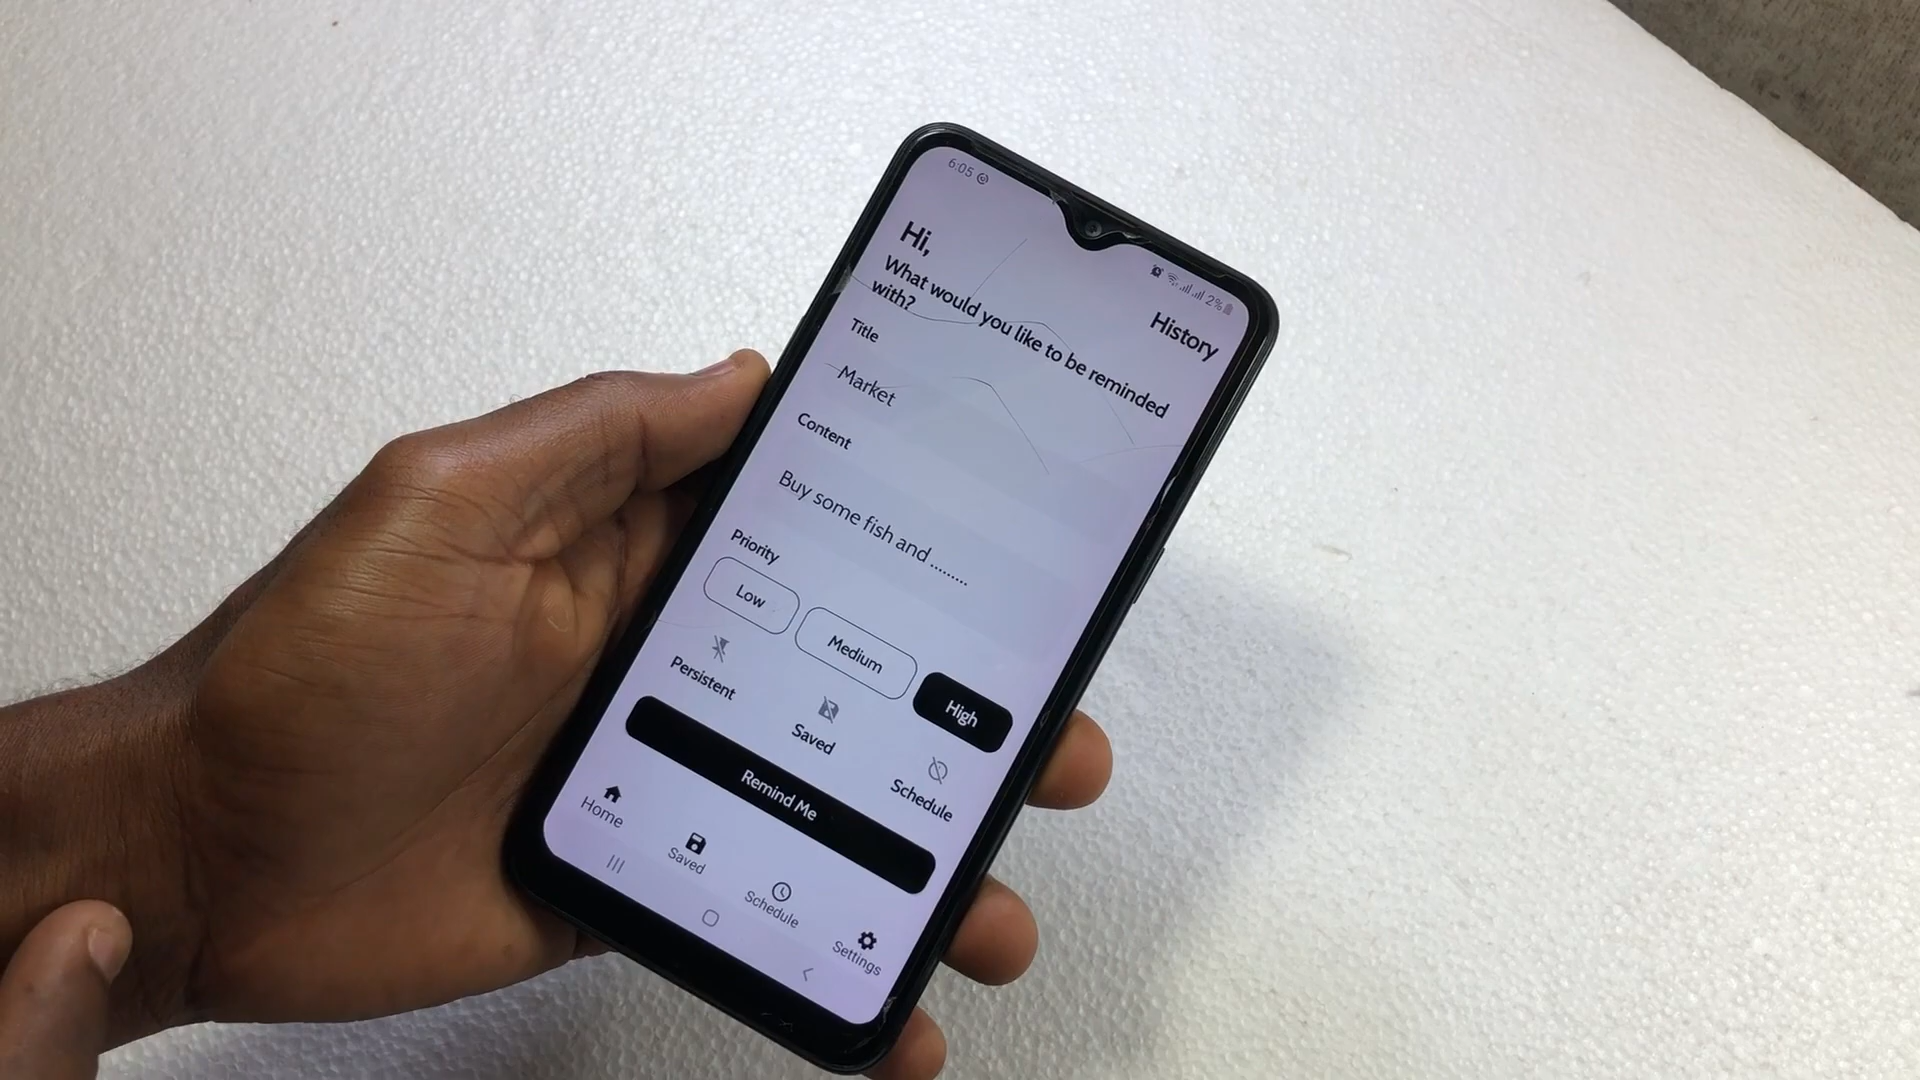 6:05
2%
History
Hi,
What would you like to be reminded
with?
Title
Market
Content
Buy some fish and .........
Priority
Low
Medium
High
Persistent
Saved
Schedule
Remind Me
Home
Saved
Schedule
Settings